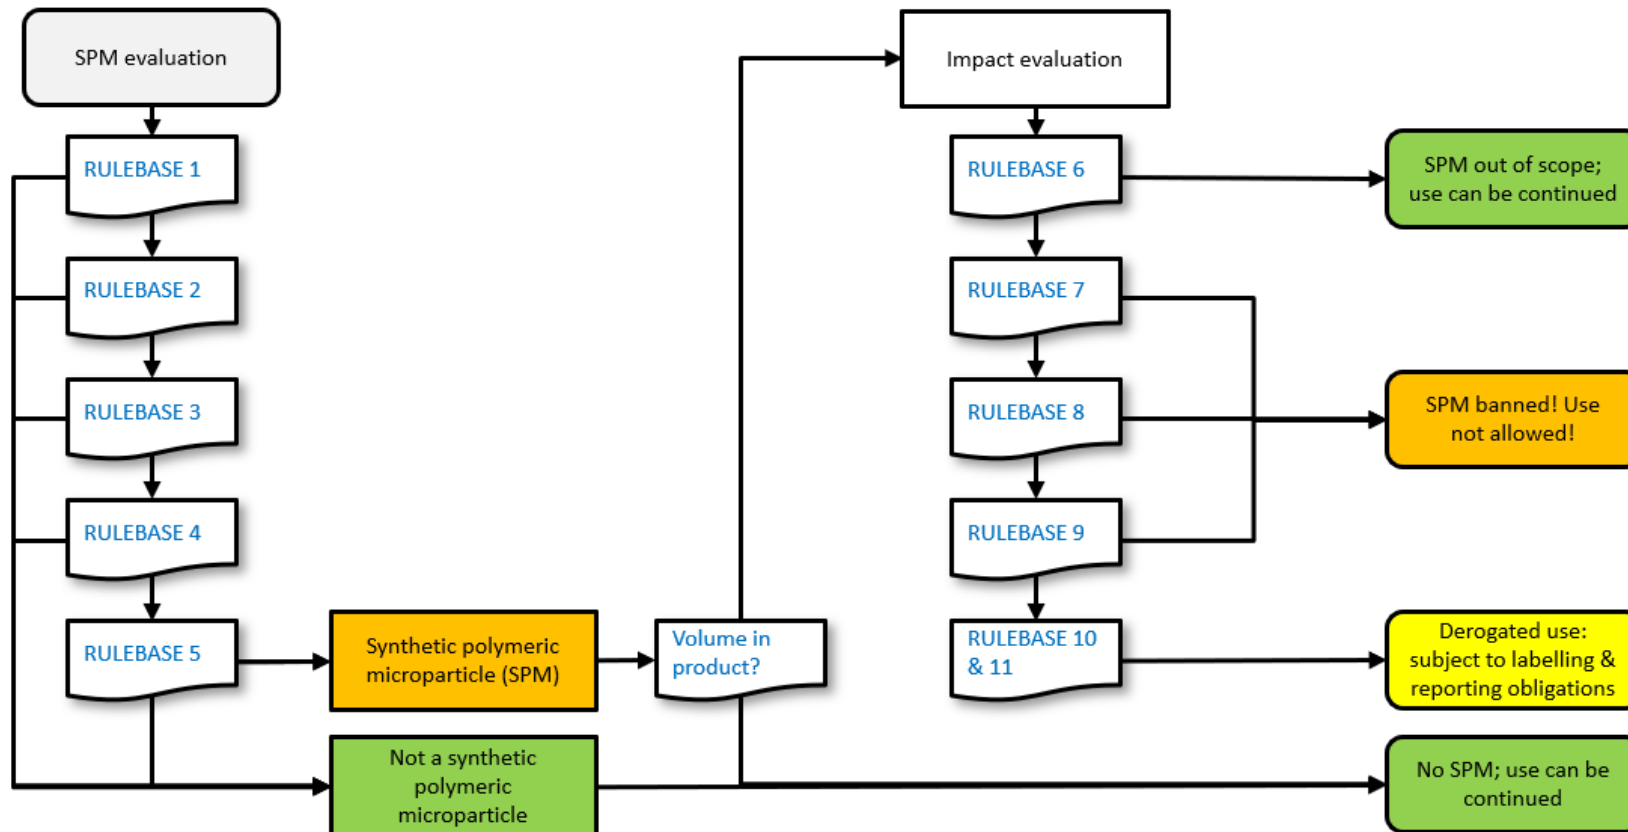 SPM evaluation
RULEBASE 1
RULEBASE 2
RULEBASE 3
RULEBASE 4
RULEBASE 5
Synthetic polymeric
microparticle (SPM)
Not a synthetic
polymeric
microparticle
Volume in
product?
Impact evaluation
RULEBASE 6
RULEBASE 7
RULEBASE 8
RULEBASE 9
RULEBASE 10
& 11
SPM out of scope;
use can be continued
SPM banned! Use
not allowed!
Derogated use:
subject to labelling &
reporting obligations
No SPM; use can be
continued